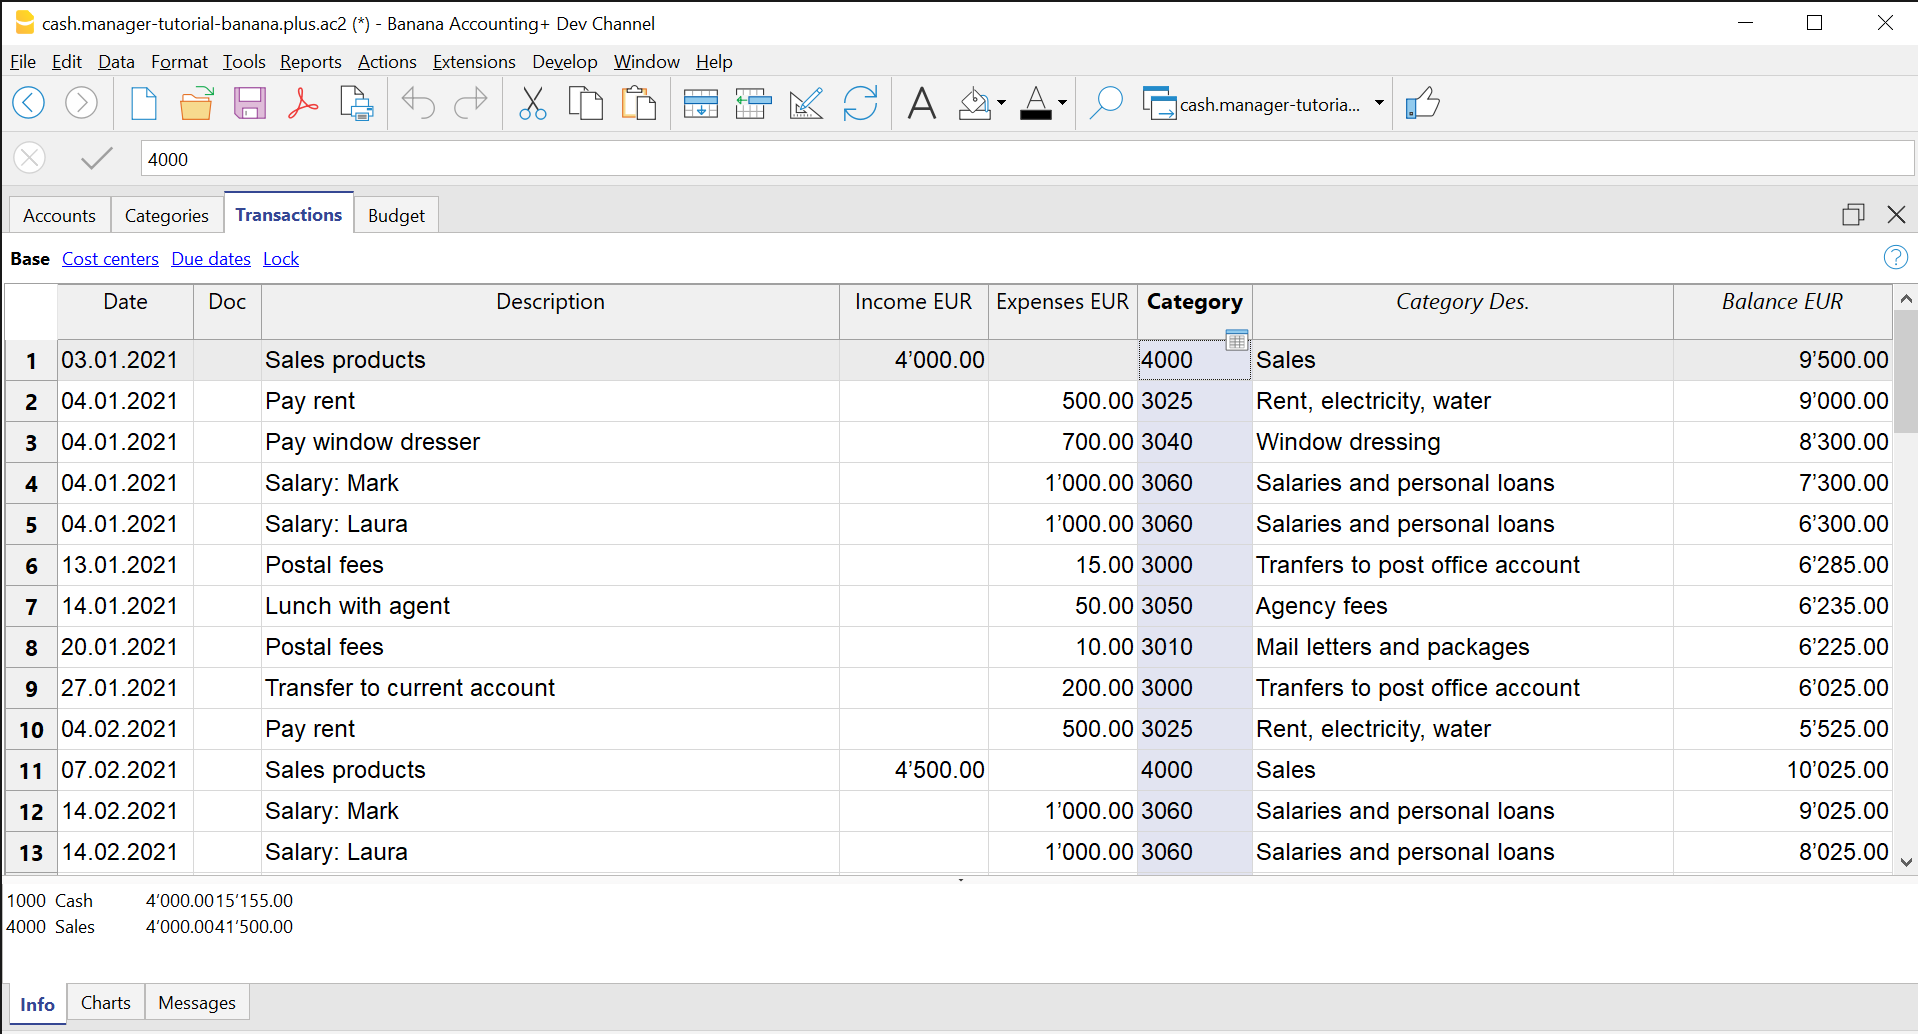 cash.manager-tutorial-banana.plus.ac2 (*) - Banana Accounting+ Dev Channel
File Edit Data Format Tools Reports Actions Extensions Develop Window Help
cash.manager-tutoria...
4000
Accounts Categories Transactions Budget
Base Cost centers Due dates Lock
Date Doc Description Income EUR Expenses EUR Category Category Des. Balance EUR
1 03.01.2021 Sales products 4’000.00 4000 Sales 9’500.00
2 04.01.2021 Pay rent 500.00 3025 Rent, electricity, water 9’000.00
3 04.01.2021 Pay window dresser 700.00 3040 Window dressing 8’300.00
4 04.01.2021 Salary: Mark 1’000.00 3060 Salaries and personal loans 7’300.00
5 04.01.2021 Salary: Laura 1’000.00 3060 Salaries and personal loans 6’300.00
6 13.01.2021 Postal fees 15.00 3000 Tranfers to post office account 6’285.00
7 14.01.2021 Lunch with agent 50.00 3050 Agency fees 6’235.00
8 20.01.2021 Postal fees 10.00 3010 Mail letters and packages 6’225.00
9 27.01.2021 Transfer to current account 200.00 3000 Tranfers to post office account 6’025.00
10 04.02.2021 Pay rent 500.00 3025 Rent, electricity, water 5’525.00
11 07.02.2021 Sales products 4’500.00 4000 Sales 10’025.00
12 14.02.2021 Salary: Mark 1’000.00 3060 Salaries and personal loans 9’025.00
13 14.02.2021 Salary: Laura 1’000.00 3060 Salaries and personal loans 8’025.00
1000 Cash 4’000.0015’155.00
4000 Sales 4’000.0041’500.00
Info Charts Messages